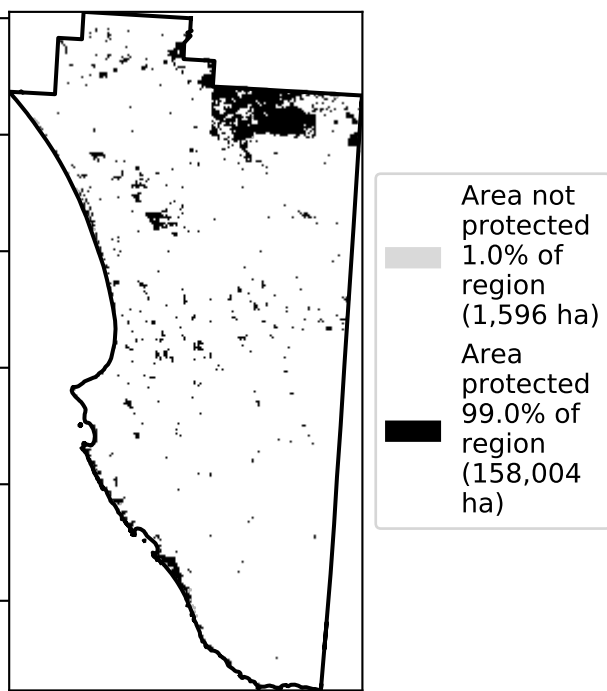 Area not
protected
1.0% of
region
(1,596 ha)
Area
protected
99.0% of
region
(158,004
ha)